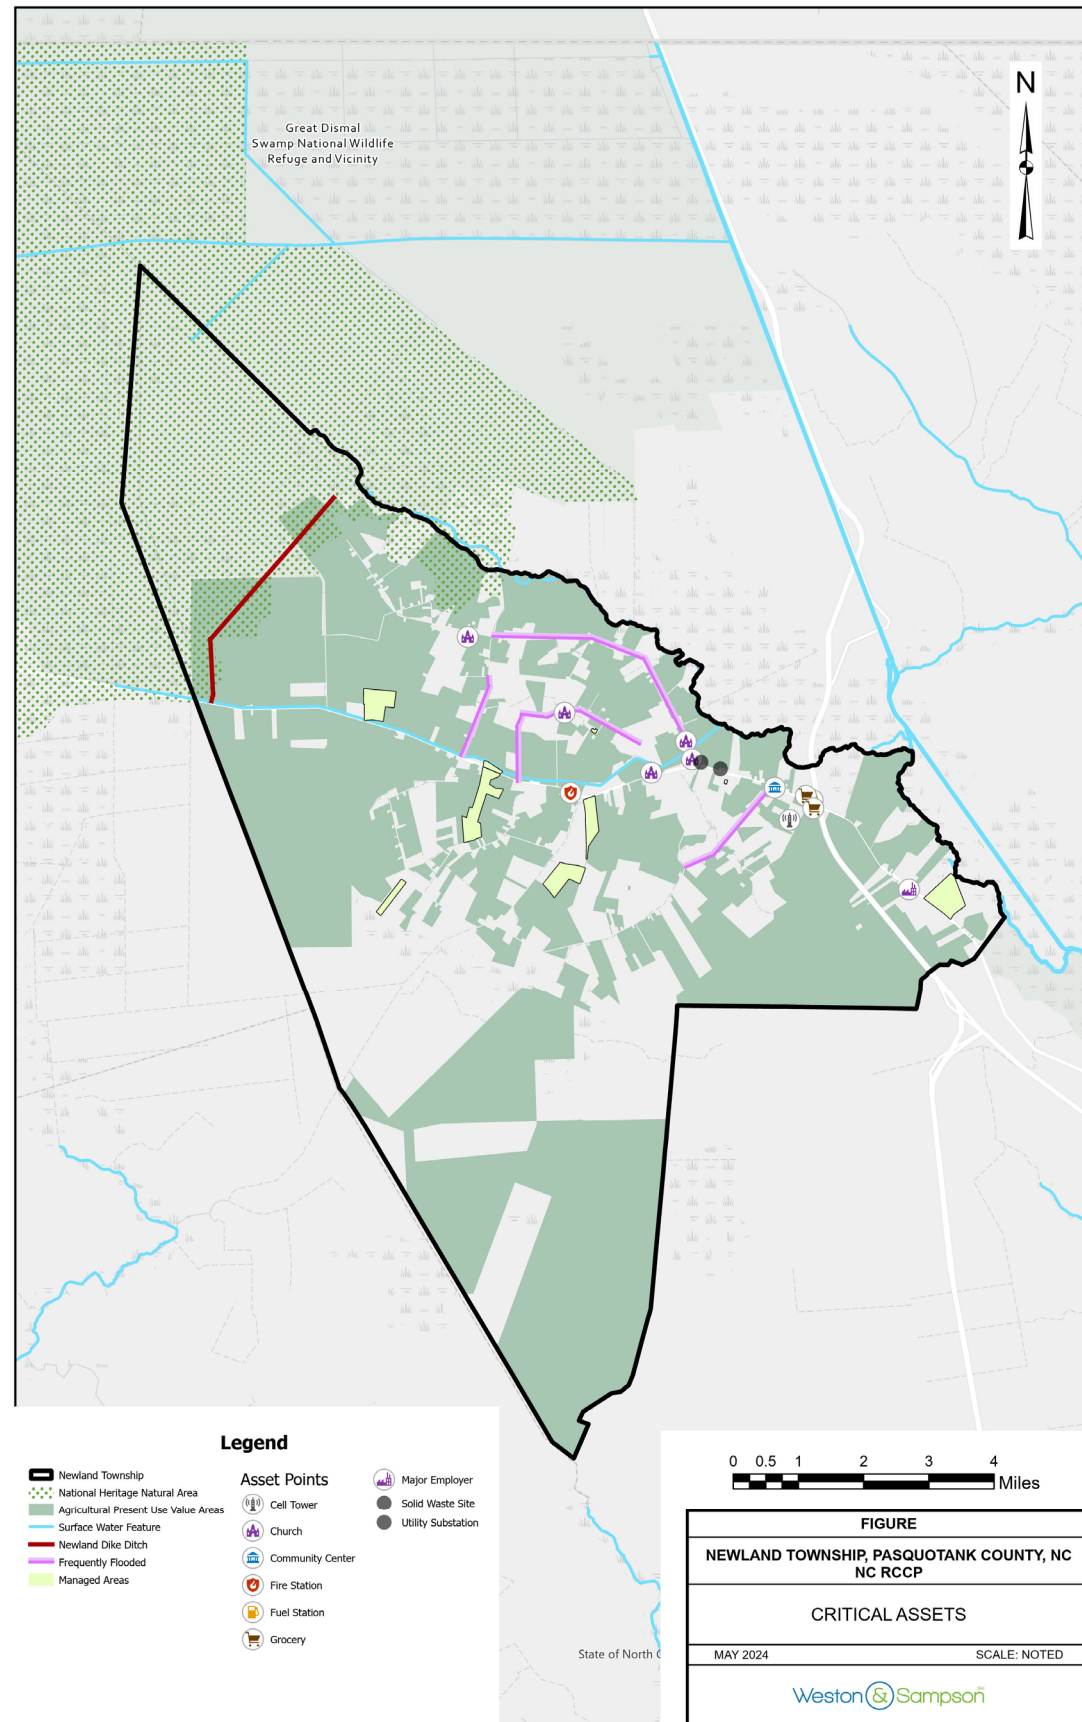 Great Dismal
Swamp National Wildlife
Refuge and Vicinity
N
Legend
Newland Township
National Heritage Natural Area
Agricultural Present Use Value Areas
Surface Water Feature
Newland Dike Ditch
Frequently Flooded
Managed Areas
Asset Points
Cell Tower
Church
Community Center
Fire Station
Fuel Station
Grocery
Major Employer
Solid Waste Site
Utility Substation
State of North
0 0.5 1 2 3 4
Miles
FIGURE
NEWLAND TOWNSHIP, PASQUOTANK COUNTY, NC
NC RCCP
CRITICAL ASSETS
MAY 2024 SCALE: NOTED
Weston & Sampson